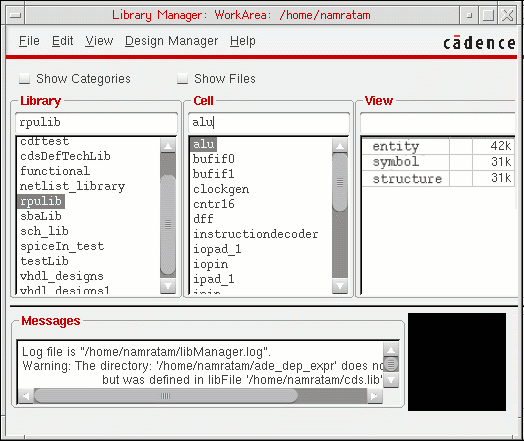 Library Manager: WorkArea: /home/namratam
File Edit View Design Manager Help
cādence
Show Categories Show Files
Library
rpulib
cdftest
cdsDefTechLib
functional
netlist_library
rpulib
sbaLib
sch_lib
spiceIn_test
testLib
vhdl_designs
vhdl_designs1
Cell
alu
alu
bufif0
bufif1
clockgen
cntr16
dff
instructiondecoder
iopad_1
iopin
ipad_1
ipin
View
entity 42k
symbol 31k
structure 31k
Messages
Log file is "/home/namratam/libManager.log".
Warning: The directory: '/home/namratam/ade_dep_expr' does no
but was defined in libFile '/home/namratam/cds.lib'